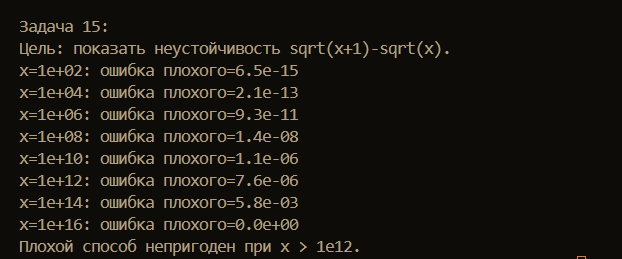 Задача 15:
Цель: показать неустойчивость sqrt(x+1)-sqrt(x).
x=1e+02: ошибка плохого=6.5e-15
x=1e+04: ошибка плохого=2.1e-13
x=1e+06: ошибка плохого=9.3e-11
x=1e+08: ошибка плохого=1.4e-08
x=1e+10: ошибка плохого=1.1e-06
x=1e+12: ошибка плохого=7.6e-06
x=1e+14: ошибка плохого=5.8e-03
x=1e+16: ошибка плохого=0.0e+00
Плохой способ непригоден при x > 1e12.